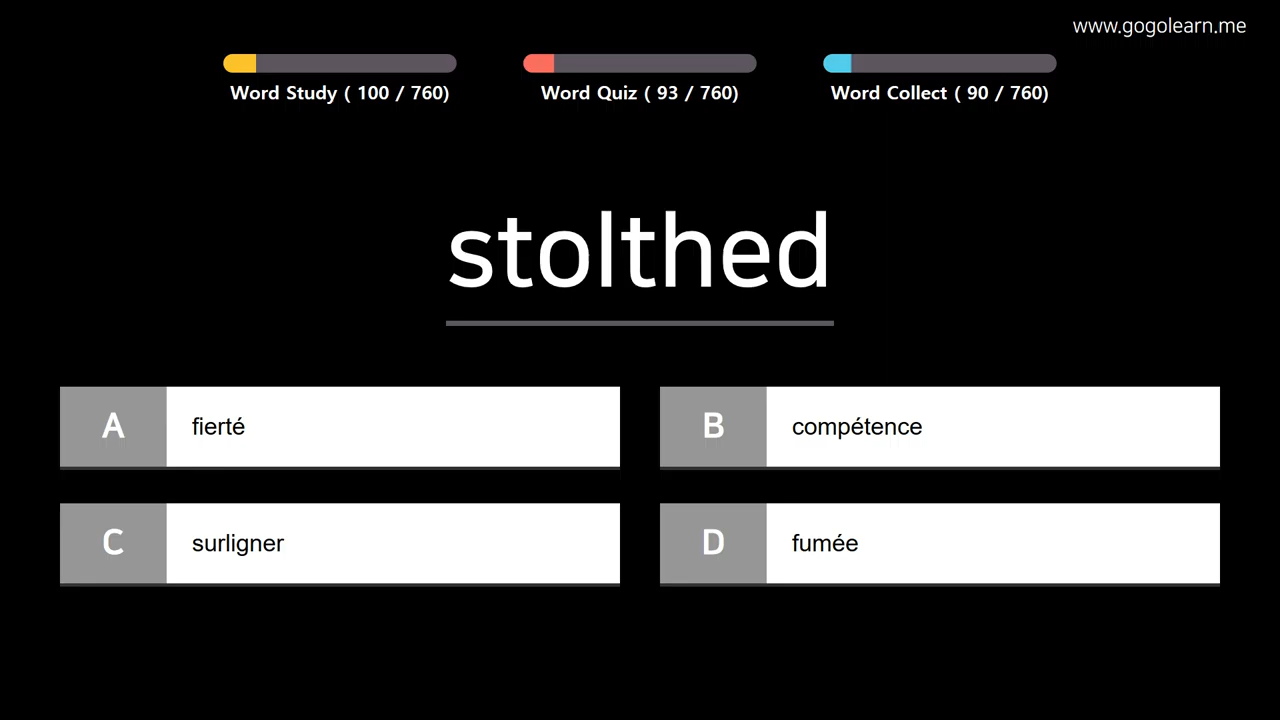 www.gogolearn.me
Word Study ( 100 / 760)
Word Quiz ( 93 / 760)
Word Collect ( 90 / 760)
stolthed
A fierté
B compétence
C surligner
D fumée